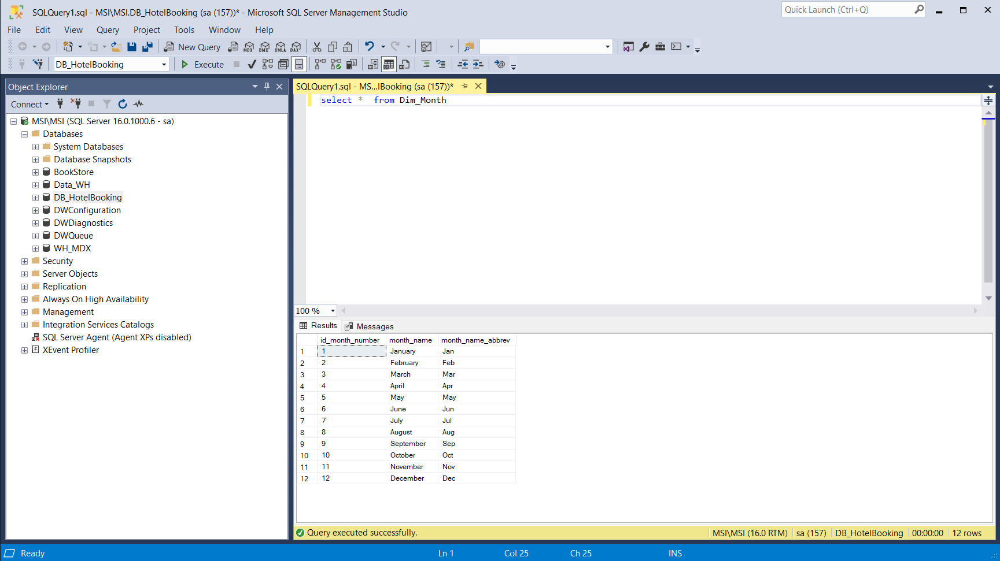 SQLQuery1.sql - MSI\MSI.DB_HotelBooking (sa (157))* - Microsoft SQL Server Management Studio
Quick Launch (Ctrl+Q)
File Edit View Query Project Tools Window Help
New Query MDX DMX XMLA DAX
DB_HotelBooking Execute
Object Explorer
Connect
MSI\MSI (SQL Server 16.0.1000.6 - sa)
Databases
System Databases
Database Snapshots
BookStore
Data_WH
DB_HotelBooking
DWConfiguration
DWDiagnostics
DWQueue
WH_MDX
Security
Server Objects
Replication
Always On High Availability
Management
Integration Services Catalogs
SQL Server Agent (Agent XPs disabled)
XEvent Profiler
SQLQuery1.sql - MS...lBooking (sa (157))*
select *  from Dim_Month
100 %
Results Messages
id_month_number month_name month_name_abbrev
1 1 January Jan
2 2 February Feb
3 3 March Mar
4 4 April Apr
5 5 May May
6 6 June Jun
7 7 July Jul
8 8 August Aug
9 9 September Sep
10 10 October Oct
11 11 November Nov
12 12 December Dec
Query executed successfully. MSI\MSI (16.0 RTM) sa (157) DB_HotelBooking 00:00:00 12 rows
Ready Ln 1 Col 25 Ch 25 INS